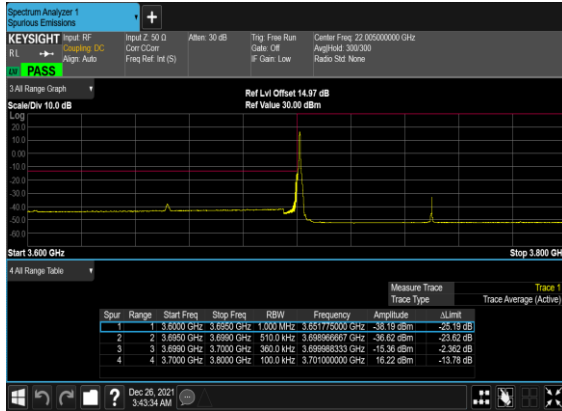 Spectrum Analyzer 1
Spurious Emissions
+
KEYSIGHT Input: RF Input Z: 50 Ω Atten: 30 dB Trig: Free Run Center Freq: 22.005000000 GHz
RL Coupling: DC Corr CCorr Gate: Off Avg|Hold: 300/300
Align: Auto Freq Ref: Int (S) IF Gain: Low Radio Std: None
PASS
3 All Range Graph
Ref Lvl Offset 14.97 dB
Scale/Div 10.0 dB Ref Value 30.00 dBm
Log
20.0
10.0
0.00
-10.0
-20.0
-30.0
-40.0
-50.0
-60.0
Start 3.600 GHz Stop 3.800 GH
4 All Range Table
Measure Trace Trace 1
Trace Type Trace Average (Active)
Spur Range Start Freq Stop Freq RBW Frequency Amplitude ΔLimit
1 1 3.6000 GHz 3.6950 GHz 1.000 MHz 3.651775000 GHz -38.19 dBm -25.19 dB
2 2 3.6950 GHz 3.6990 GHz 510.0 kHz 3.698966667 GHz -36.62 dBm -23.62 dB
3 3 3.6990 GHz 3.7000 GHz 360.0 kHz 3.699988333 GHz -15.36 dBm -2.362 dB
4 4 3.7000 GHz 3.8000 GHz 100.0 kHz 3.701000000 GHz 16.22 dBm -13.78 dB
? Dec 26, 2021
3:43:34 AM